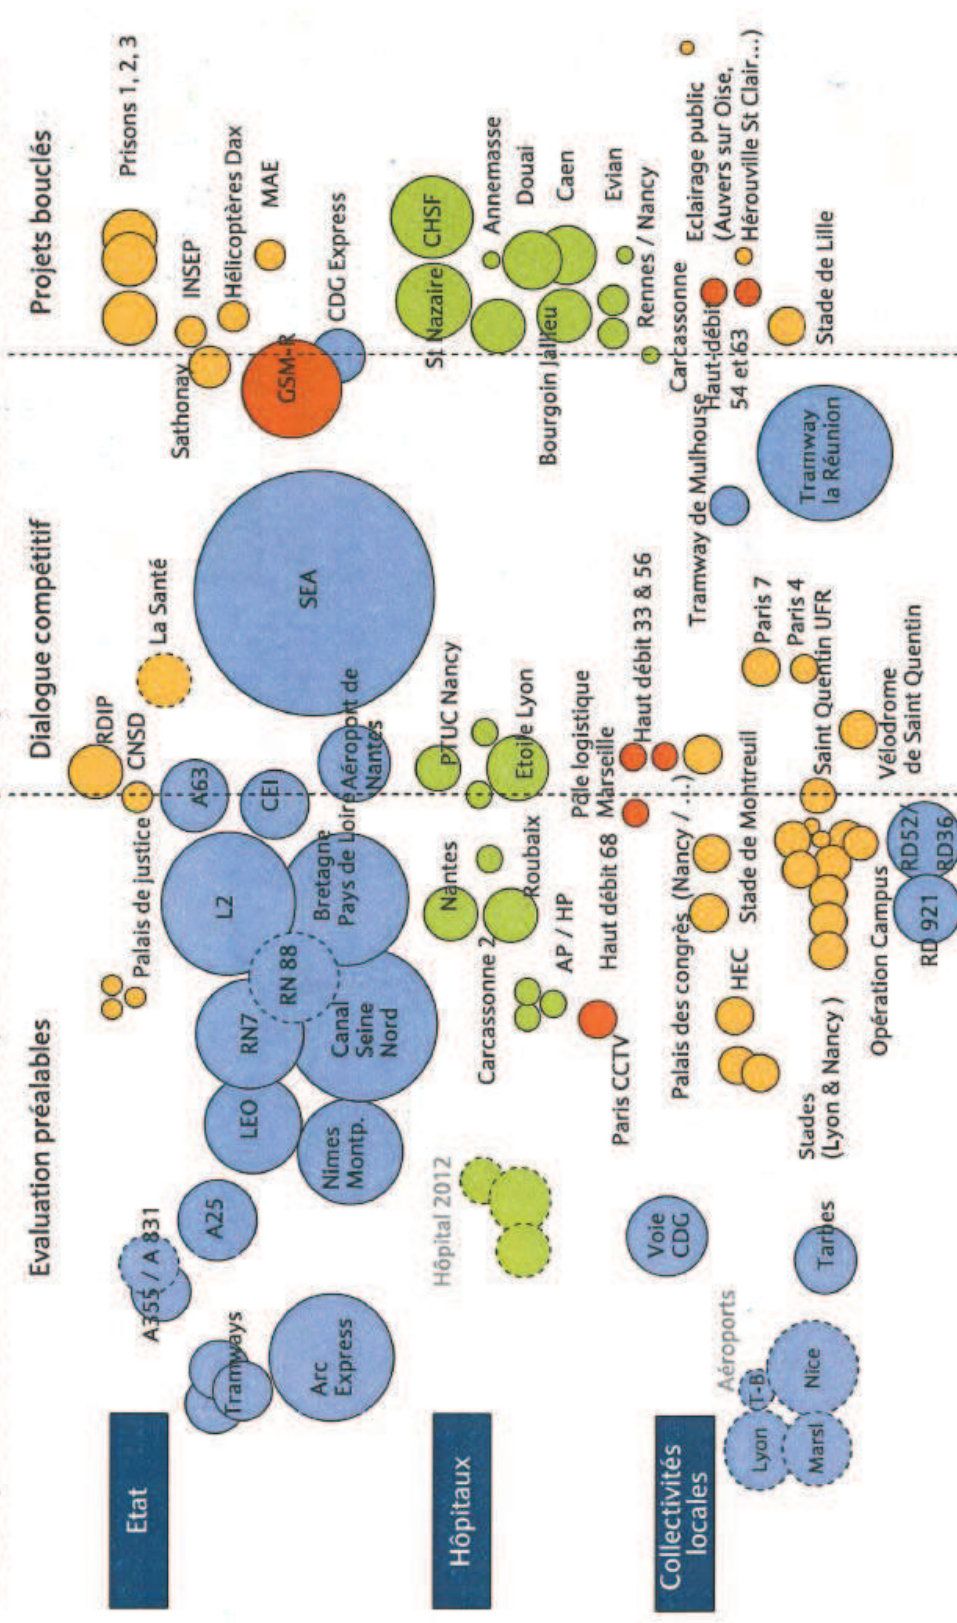 Evaluation préalables
Dialogue compétitif
Projets bouclés
Etat
A355 / A 831
Tramways
Arc
Express
A25
LEO
Nimes
Montp.
RN7
RN 88
Canal
Seine
Nord
Palais de justice
L2
Bretagne
Pays de Loire
RDIP
CNSD
A63
CEI
Aéroport de
Nantes
La Santé
SEA
Sathonay
GSM-R
Prisons 1, 2, 3
INSEP
Hélicoptères Dax
MAE
CDG Express
Hôpitaux
Hôpital 2012
Carcassonne 2
Nantes
Roubaix
AP / HP
PTUC Nancy
Etoile Lyon
St Nazaire
CHSF
Annemasse
Bourgoin Jallieu
Douai
Caen
Evian
Rennes / Nancy
Carcassonne
Collectivités
locales
Voie
CDG
Aéroports
Lyon
T-B
Marsl
Nice
Tarbes
Paris CCTV
Haut débit 68
Pôle logistique
Marseille
Haut débit 33 & 56
Palais des congrès (Nancy / ....)
HEC
Stade de Montreuil
Stades
(Lyon & Nancy )
Opération Campus
RD 921
RD52/
RD36
Tramway de Mulhouse
Tramway
la Réunion
Paris 7
Paris 4
Saint Quentin UFR
Vélodrome
de Saint Quentin
Haut-débit
54 et 63
Eclairage public
(Auvers sur Oise,
Hérouville St Clair...)
Stade de Lille